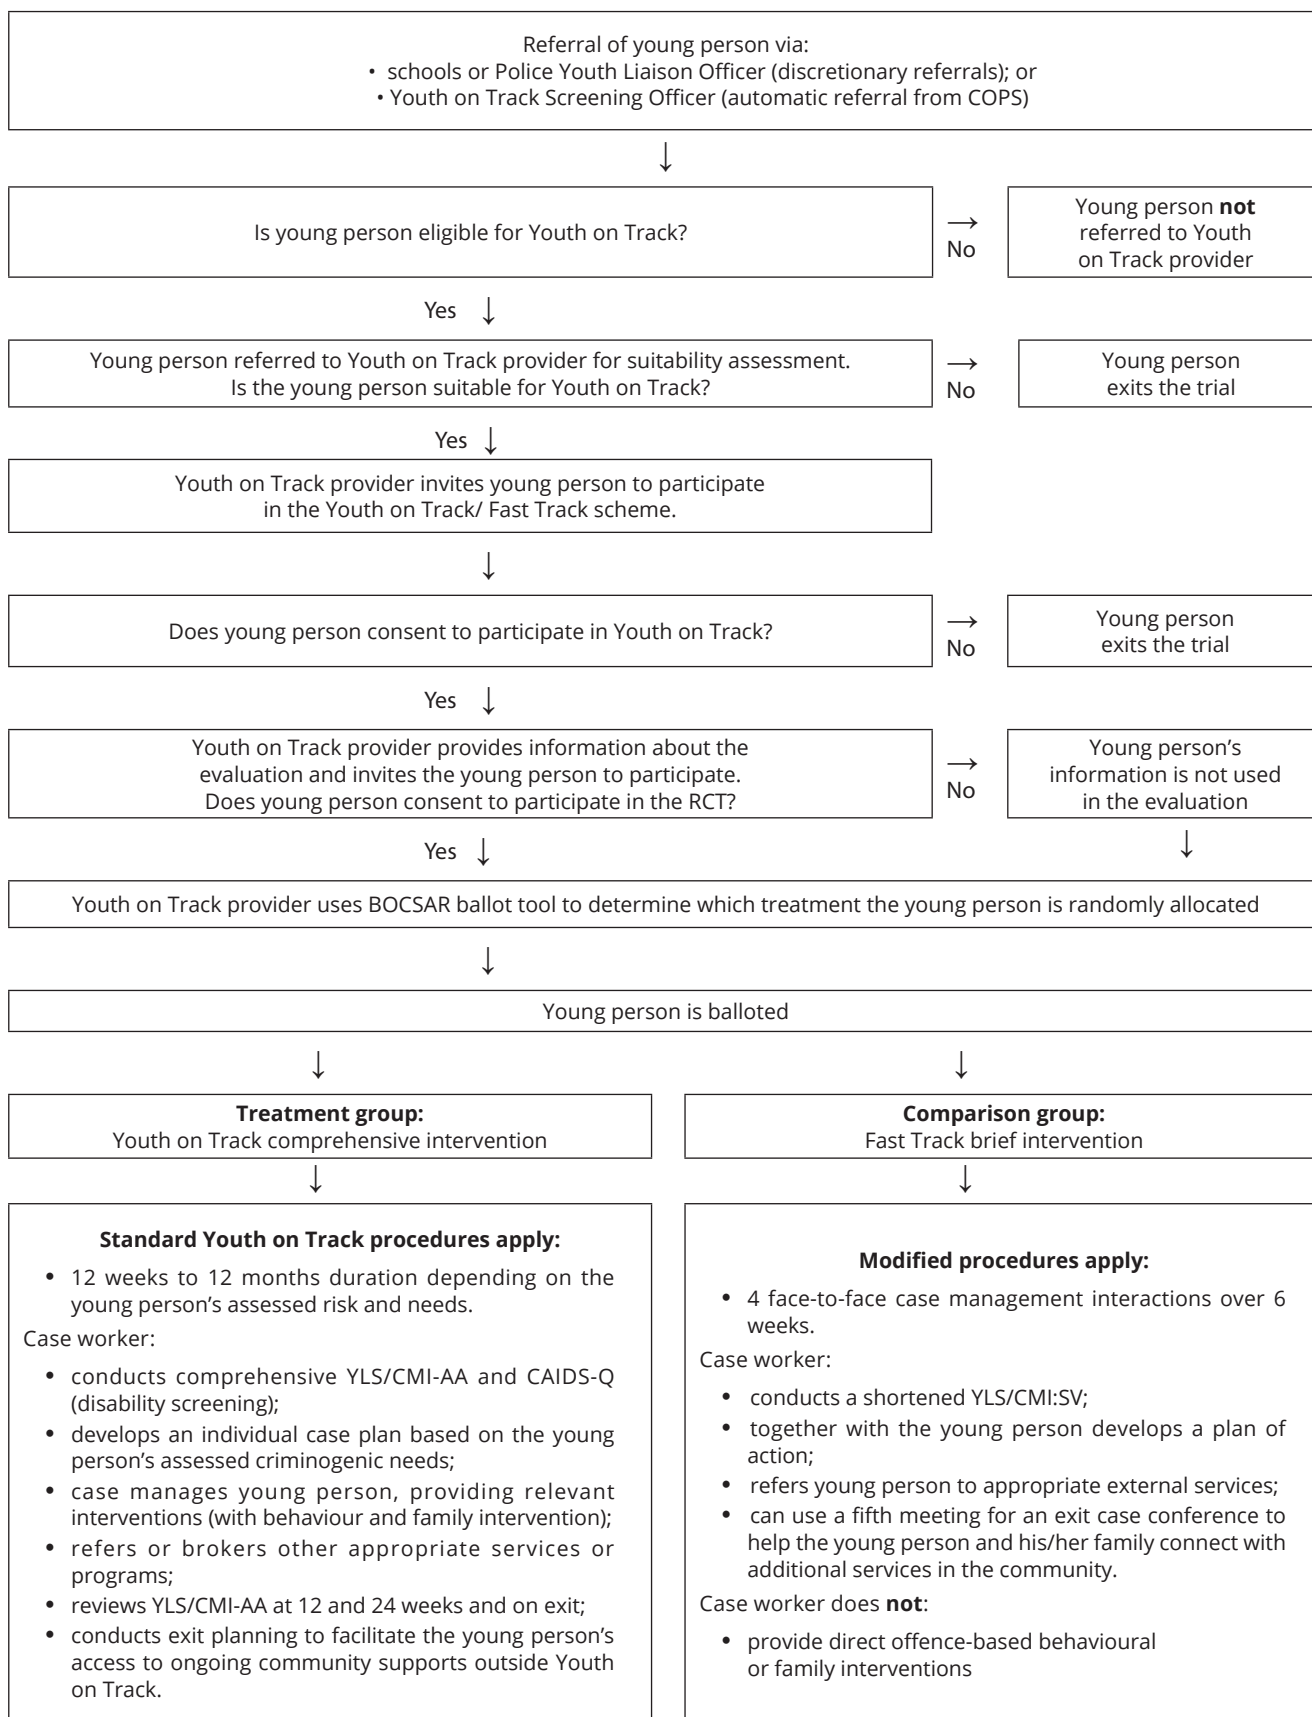 Referral of young person via:
• schools or Police Youth Liaison Officer (discretionary referrals); or
• Youth on Track Screening Officer (automatic referral from COPS)
↓
Is young person eligible for Youth on Track?
→
No
Young person not
referred to Youth
on Track provider
Yes ↓
Young person referred to Youth on Track provider for suitability assessment.
Is the young person suitable for Youth on Track?
→
No
Young person
exits the trial
Yes ↓
Youth on Track provider invites young person to participate
in the Youth on Track/ Fast Track scheme.
↓
Does young person consent to participate in Youth on Track?
→
No
Young person
exits the trial
Yes ↓
Youth on Track provider provides information about the
evaluation and invites the young person to participate.
Does young person consent to participate in the RCT?
→
No
Young person's
information is not used
in the evaluation
Yes ↓
↓
Youth on Track provider uses BOCSAR ballot tool to determine which treatment the young person is randomly allocated
↓
Young person is balloted
↓
↓
Treatment group:
Youth on Track comprehensive intervention
↓
Standard Youth on Track procedures apply:
• 12 weeks to 12 months duration depending on the
young person's assessed risk and needs.
Case worker:
• conducts comprehensive YLS/CMI-AA and CAIDS-Q
(disability screening);
• develops an individual case plan based on the young
person's assessed criminogenic needs;
• case manages young person, providing relevant
interventions (with behaviour and family intervention);
• refers or brokers other appropriate services or
programs;
• reviews YLS/CMI-AA at 12 and 24 weeks and on exit;
• conducts exit planning to facilitate the young person's
access to ongoing community supports outside Youth
on Track.
Comparison group:
Fast Track brief intervention
↓
Modified procedures apply:
• 4 face-to-face case management interactions over 6
weeks.
Case worker:
• conducts a shortened YLS/CMI:SV;
• together with the young person develops a plan of
action;
• refers young person to appropriate external services;
• can use a fifth meeting for an exit case conference to
help the young person and his/her family connect with
additional services in the community.
Case worker does not:
• provide direct offence-based behavioural
or family interventions